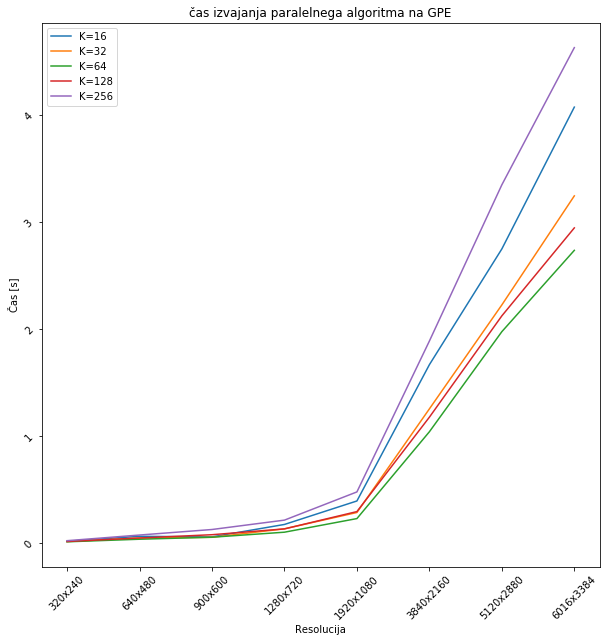 čas izvajanja paralelnega algoritma na GPE
K=16
K=32
K=64
K=128
K=256
Čas [s]
4
3
2
1
0
320x240
640x480
900x600
1280x720
1920x1080
3840x2160
5120x2880
6016x3384
Resolucija